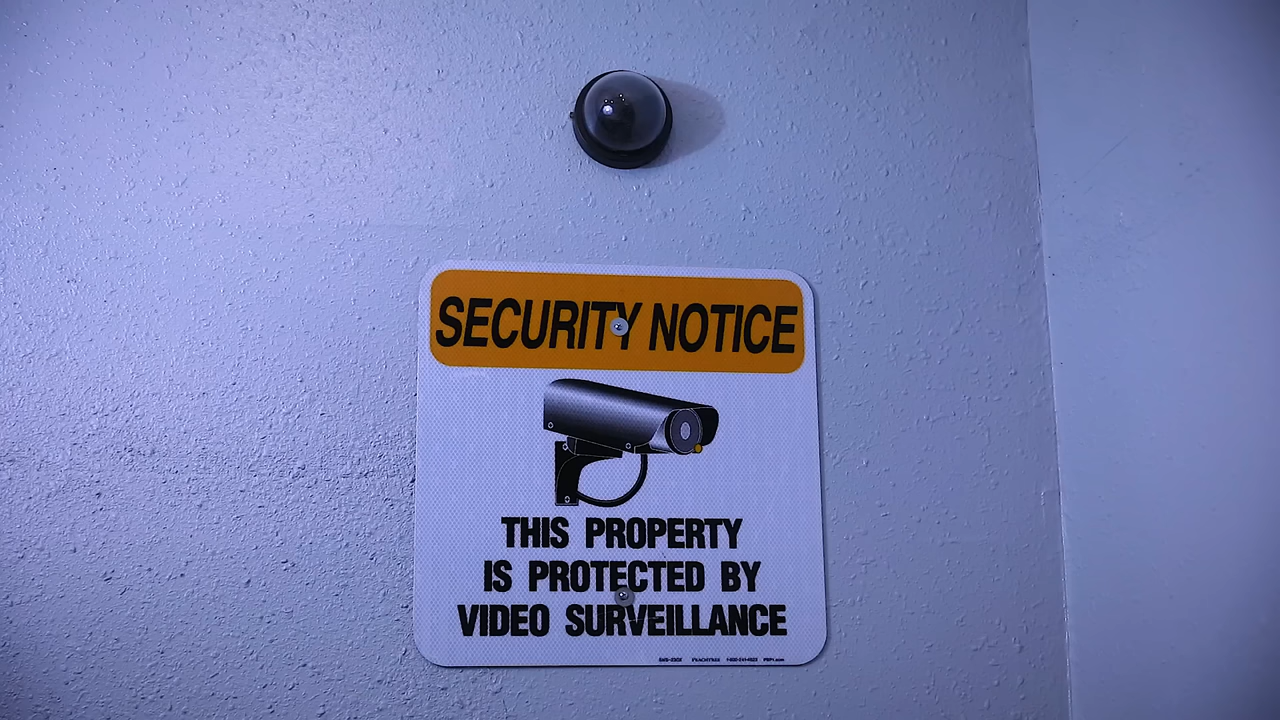 SECURITY NOTICE
THIS PROPERTY
IS PROTECTED BY
VIDEO SURVEILLANCE